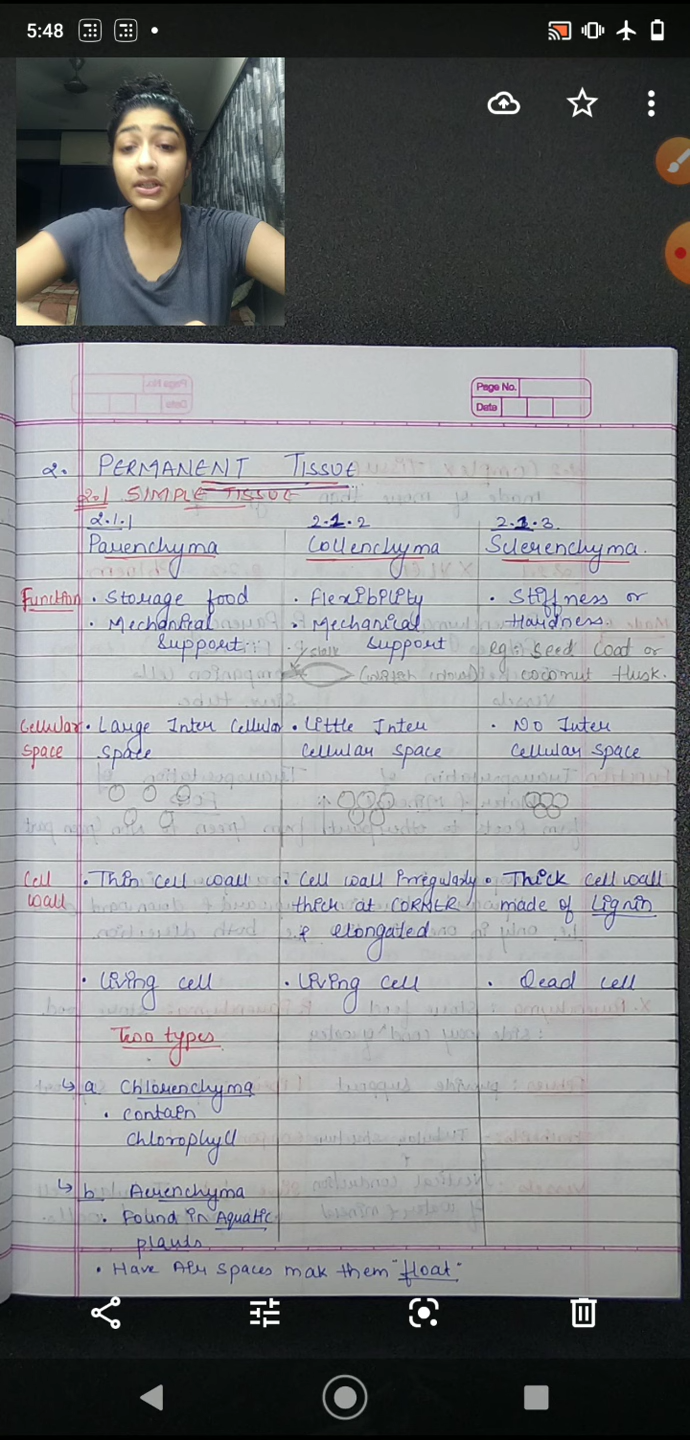 5:48
Page No.
Date
2. PERMANENT TISSUE
2.1 SIMPLE TISSUE
2.1.1 2.1.2 2.1.3.
Parenchyma Collenchyma Sclerenchyma.
Function • Storage food • Flexibility • Stiffness or
• Mechanical • Mechanical Hardness.
Support Support eg: seed Coat or
coconut Husk.
Cellular • Large Inter Cellular • Little Inter • No Inter
Space Space Cellular Space Cellular Space
Cell • Thin cell wall • Cell wall irregularly • Thick cell wall
Wall thick at CORNER made of Lignin
& elongated
• Living cell • Living cell • Dead cell
Two types
↳ a Chlorenchyma
• contain
Chlorophyll
↳ b. Aerenchyma
• Found in Aquatic
plants
• Have Air Spaces mak them "float"